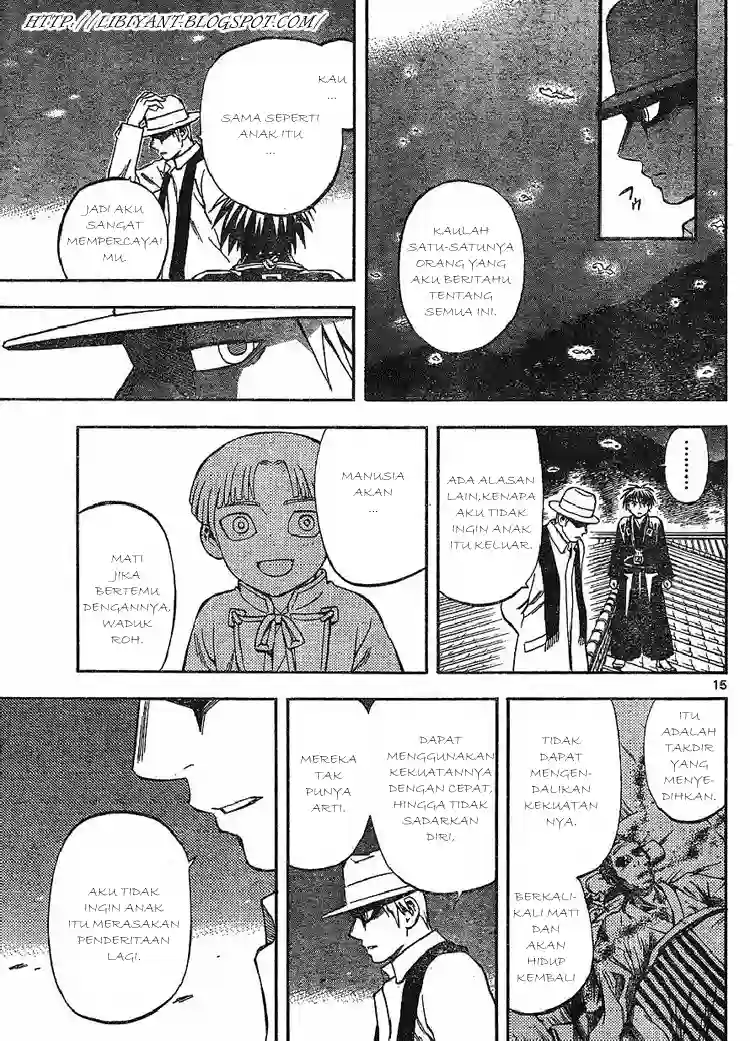 HTTP://LIBIYANT.BLOGSPOT.COM/
KAULAH
SATU-SATUNYA
ORANG YANG
AKU BERITAHU
TENTANG
SEMUA INI.
KAU
...
SAMA SEPERTI
ANAK ITU
...
JADI AKU
SANGAT
MEMPERCAYAI
MU.
.........
ADA ALASAN
LAIN,KENAPA
AKU TIDAK
INGIN ANAK
ITU KELUAR.
MANUSIA
AKAN
...
MATI
JIKA
BERTEMU
DENGANNYA,
WADUK
ROH.
15
ITU
ADALAH
TAKDIR
YANG
MENYE-
DIHKAN.
TIDAK
DAPAT
MENGEN-
DALIKAN
KEKUATAN
NYA.
BERKALI-
KALI MATI
DAN
AKAN
HIDUP
KEMBALI
DAPAT
MENGGUNAKAN
KEKUATANNYA
DENGAN CEPAT,
HINGGA TIDAK
SADARKAN
DIRI,
MEREKA
TAK
PUNYA
ARTI.
AKU TIDAK
INGIN ANAK
ITU MERASAKAN
PENDERITAAN
LAGI.